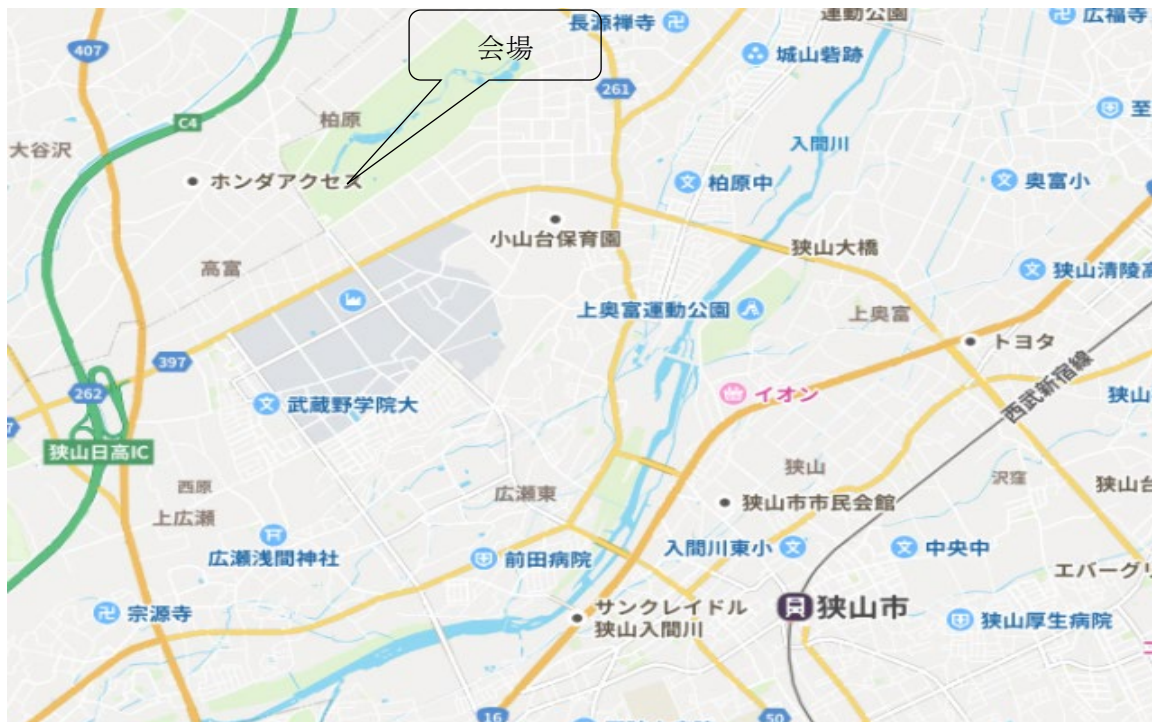 会場
長源禅寺
運動公園
広福寺
407
城山砦跡
261
C4
柏原
至
大谷沢
入間川
ホンダアクセス
柏原中
奥富小
小山台保育園
狭山大橋
高富
狭山清陵高
上奥富運動公園
上奥富
トヨタ
397
西武新宿線
262
イオン
狭山
武蔵野学院大
7
狭山日高IC
狭山
沢窪
狭山台
西原
広瀬東
狭山市市民会館
上広瀬
広瀬浅間神社
前田病院
入間川東小
中央中
エバーグリ
宗源寺
サンクレイドル
狭山入間川
狭山市
狭山厚生病院
16
50